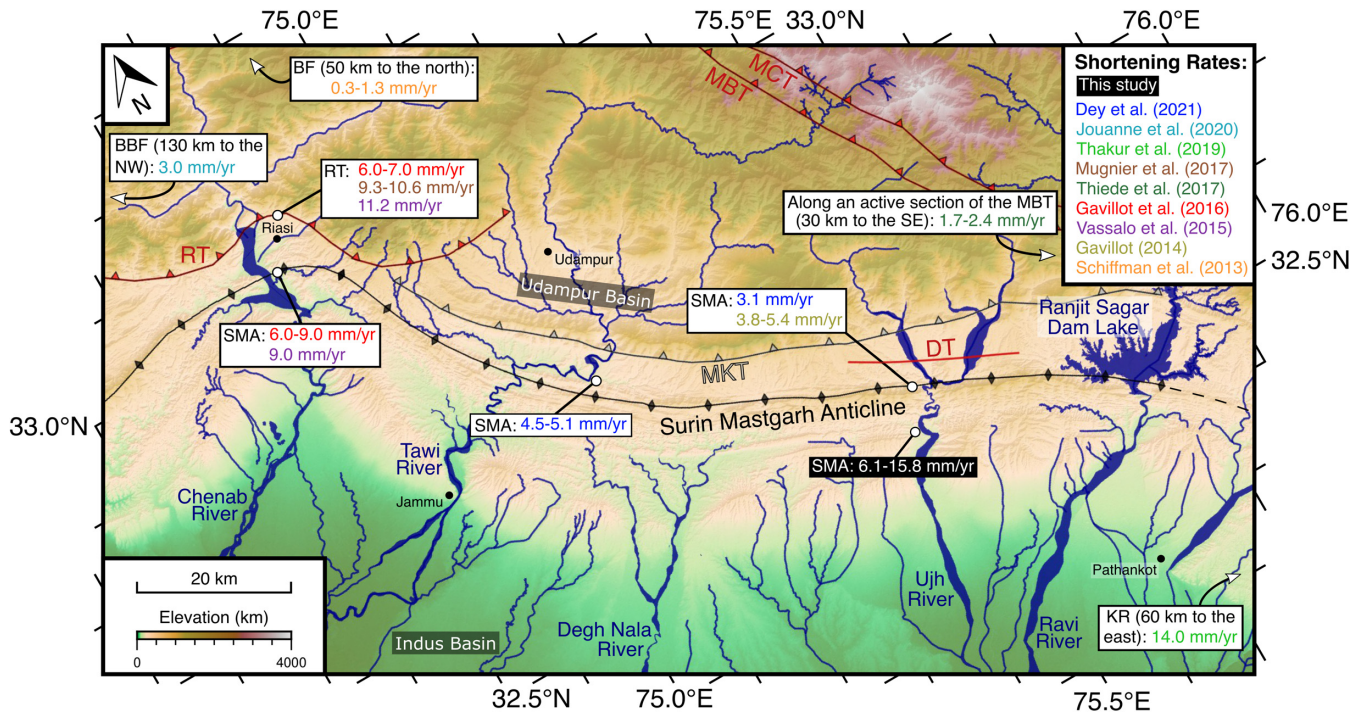 75.0°E
75.5°E
33.0°N
76.0°E
N
BF (50 km to the north):
0.3-1.3 mm/yr
MCT
MBT
Shortening Rates:
This study
Dey et al. (2021)
Jouanne et al. (2020)
Thakur et al. (2019)
Mugnier et al. (2017)
Thiede et al. (2017)
Gavillot et al. (2016)
Vassalo et al. (2015)
Gavillot (2014)
Schiffman et al. (2013)
BBF (130 km to the
NW): 3.0 mm/yr
RT: 6.0-7.0 mm/yr
9.3-10.6 mm/yr
11.2 mm/yr
Along an active section of the MBT
(30 km to the SE): 1.7-2.4 mm/yr
76.0°E
32.5°N
RT
Riasi
Udampur
Udampur Basin
SMA: 3.1 mm/yr
3.8-5.4 mm/yr
Ranjit Sagar
Dam Lake
SMA: 6.0-9.0 mm/yr
9.0 mm/yr
DT
MKT
Surin Mastgarh Anticline
33.0°N
SMA: 4.5-5.1 mm/yr
SMA: 6.1-15.8 mm/yr
Tawi
River
Jammu
Chenab
River
Pathankot
20 km
Elevation (km)
0
4000
Indus Basin
Degh Nala
River
Ujh
River
Ravi
River
KR (60 km to the
east): 14.0 mm/yr
32.5°N
75.0°E
75.5°E